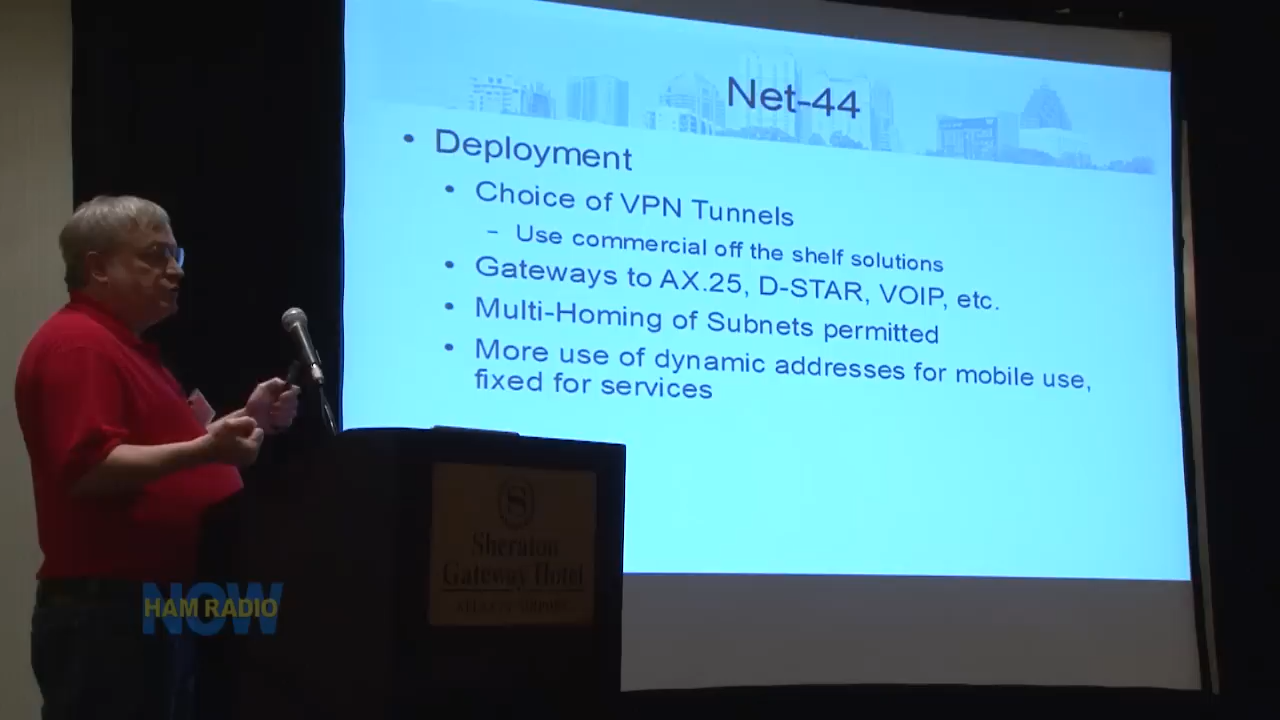 Net-44
• Deployment
• Choice of VPN Tunnels
– Use commercial off the shelf solutions
• Gateways to AX.25, D-STAR, VOIP, etc.
• Multi-Homing of Subnets permitted
• More use of dynamic addresses for mobile use,
fixed for services
S
Sheraton
Gateway Hotel
HAM RADIO
NOW